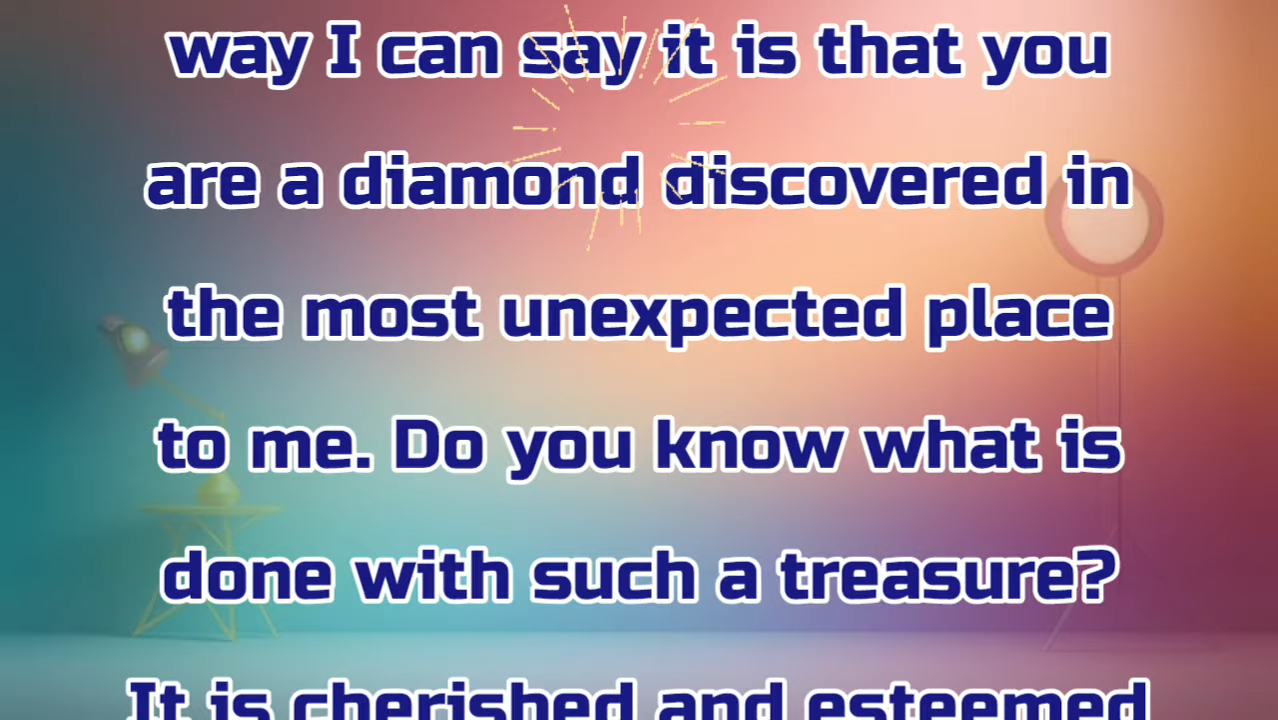 way I can say it is that you
are a diamond discovered in
the most unexpected place
to me. Do you know what is
done with such a treasure?
It is cherished and esteemed